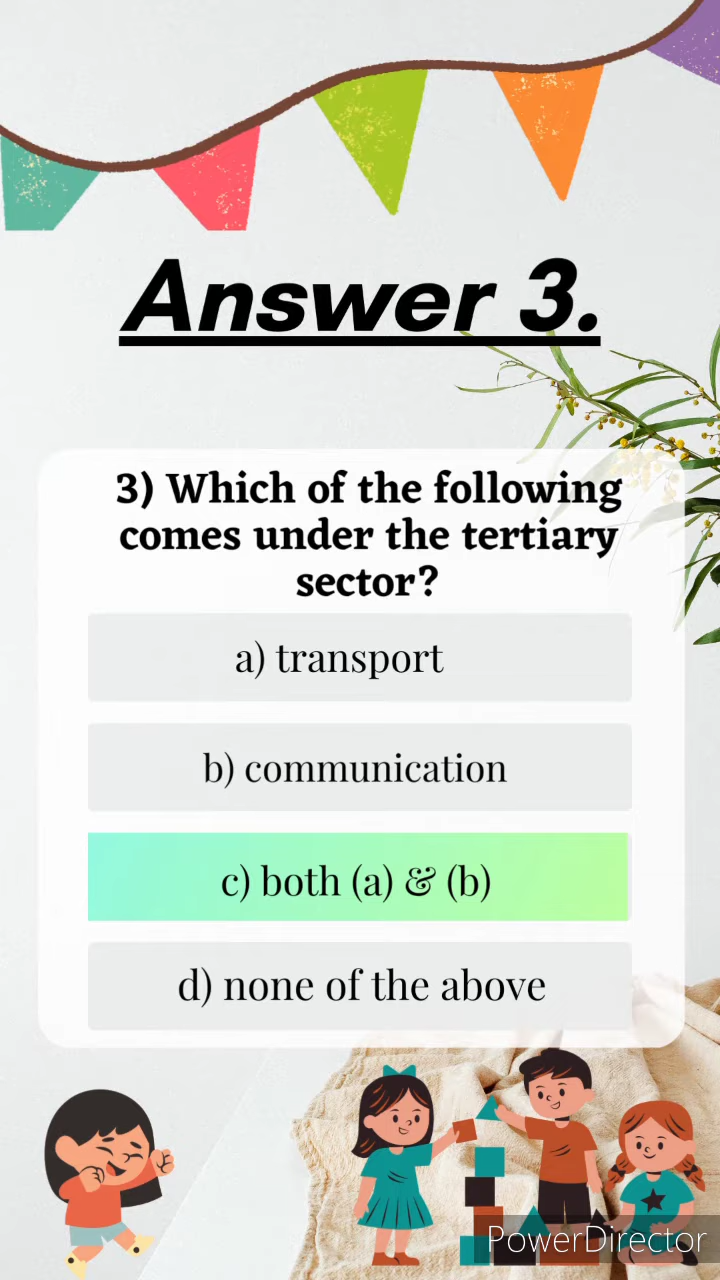 Answer 3.
3) Which of the following
comes under the tertiary
sector?
a) transport
b) communication
c) both (a) & (b)
d) none of the above
PowerDirector